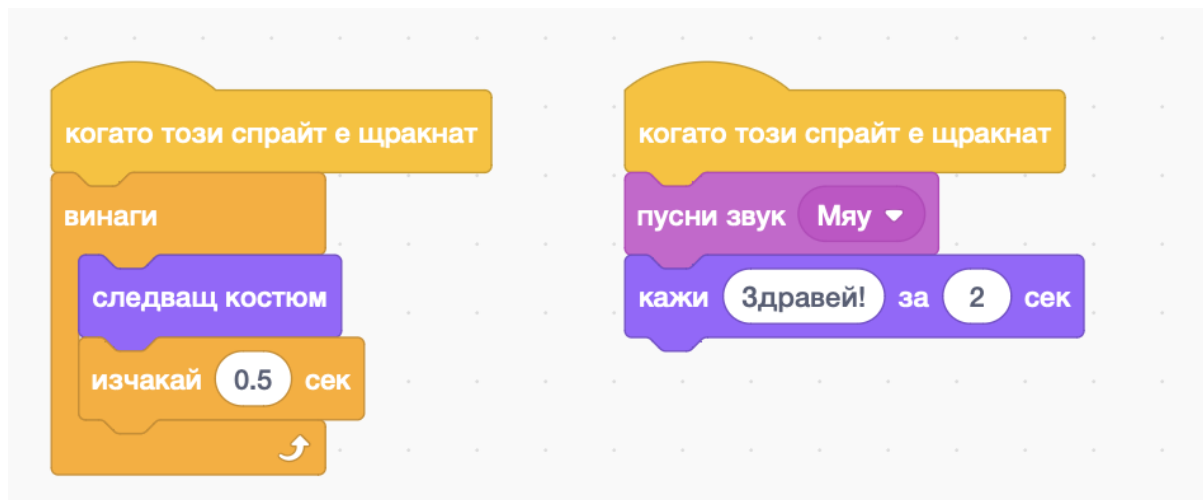 когато този спрайт е щракнат
винаги
следващ костюм
изчакай 0.5 сек
когато този спрайт е щракнат
пусни звук Мяу
кажи Здравей! за 2 сек